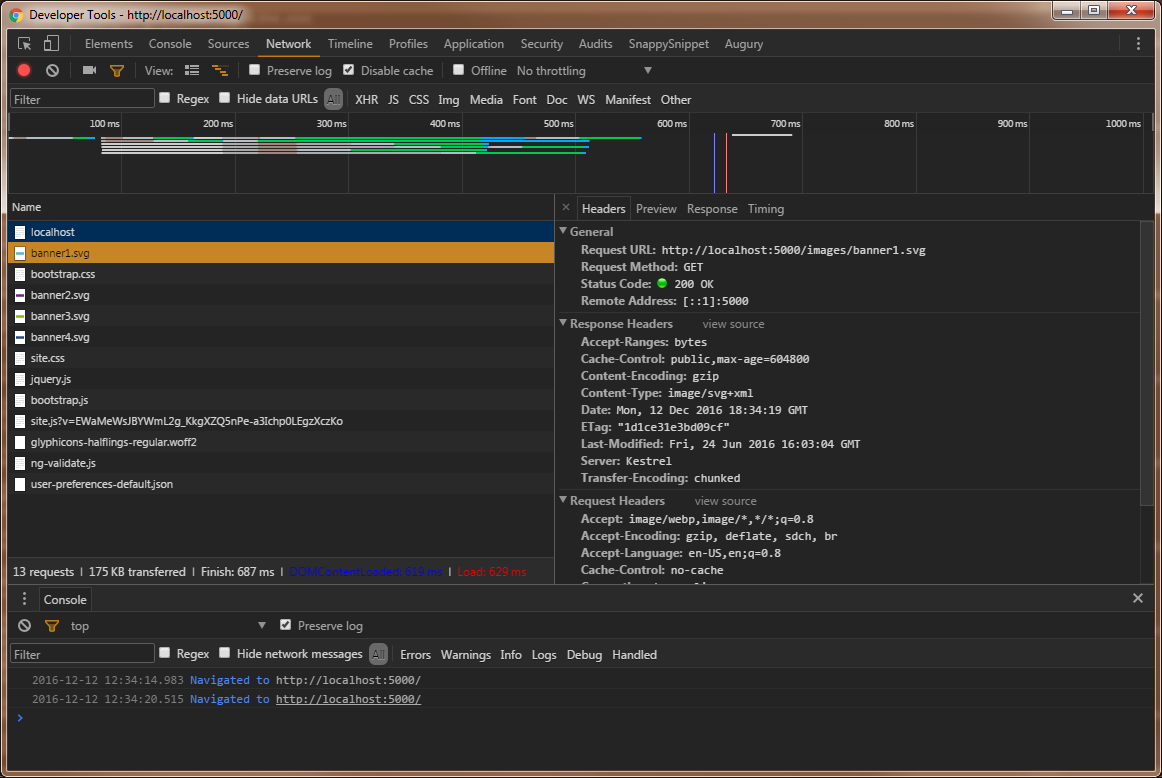 Developer Tools - http://localhost:5000/
Elements Console Sources Network Timeline Profiles Application Security Audits SnappySnippet Augury
View: Preserve log Disable cache Offline No throttling
Filter Regex Hide data URLs All XHR JS CSS Img Media Font Doc WS Manifest Other
100 ms 200 ms 300 ms 400 ms 500 ms 600 ms 700 ms 800 ms 900 ms 1000 ms
Name
localhost
banner1.svg
bootstrap.css
banner2.svg
banner3.svg
banner4.svg
site.css
jquery.js
bootstrap.js
site.js?v=EWaMeWsJBYWmL2g_KkgXZQ5nPe-a3Ichp0LEgzXczKo
glyphicons-halflings-regular.woff2
ng-validate.js
user-preferences-default.json
13 requests | 175 KB transferred | Finish: 687 ms | DOMContentLoaded: 619 ms | Load: 629 ms
Headers Preview Response Timing
General
Request URL: http://localhost:5000/images/banner1.svg
Request Method: GET
Status Code: 200 OK
Remote Address: [::1]:5000
Response Headers view source
Accept-Ranges: bytes
Cache-Control: public,max-age=604800
Content-Encoding: gzip
Content-Type: image/svg+xml
Date: Mon, 12 Dec 2016 18:34:19 GMT
ETag: "1d1ce31e3bd09cf"
Last-Modified: Fri, 24 Jun 2016 16:03:04 GMT
Server: Kestrel
Transfer-Encoding: chunked
Request Headers view source
Accept: image/webp,image/*,*/*;q=0.8
Accept-Encoding: gzip, deflate, sdch, br
Accept-Language: en-US,en;q=0.8
Cache-Control: no-cache
Console
top Preserve log
Filter Regex Hide network messages All Errors Warnings Info Logs Debug Handled
2016-12-12 12:34:14.983 Navigated to http://localhost:5000/
2016-12-12 12:34:20.515 Navigated to http://localhost:5000/